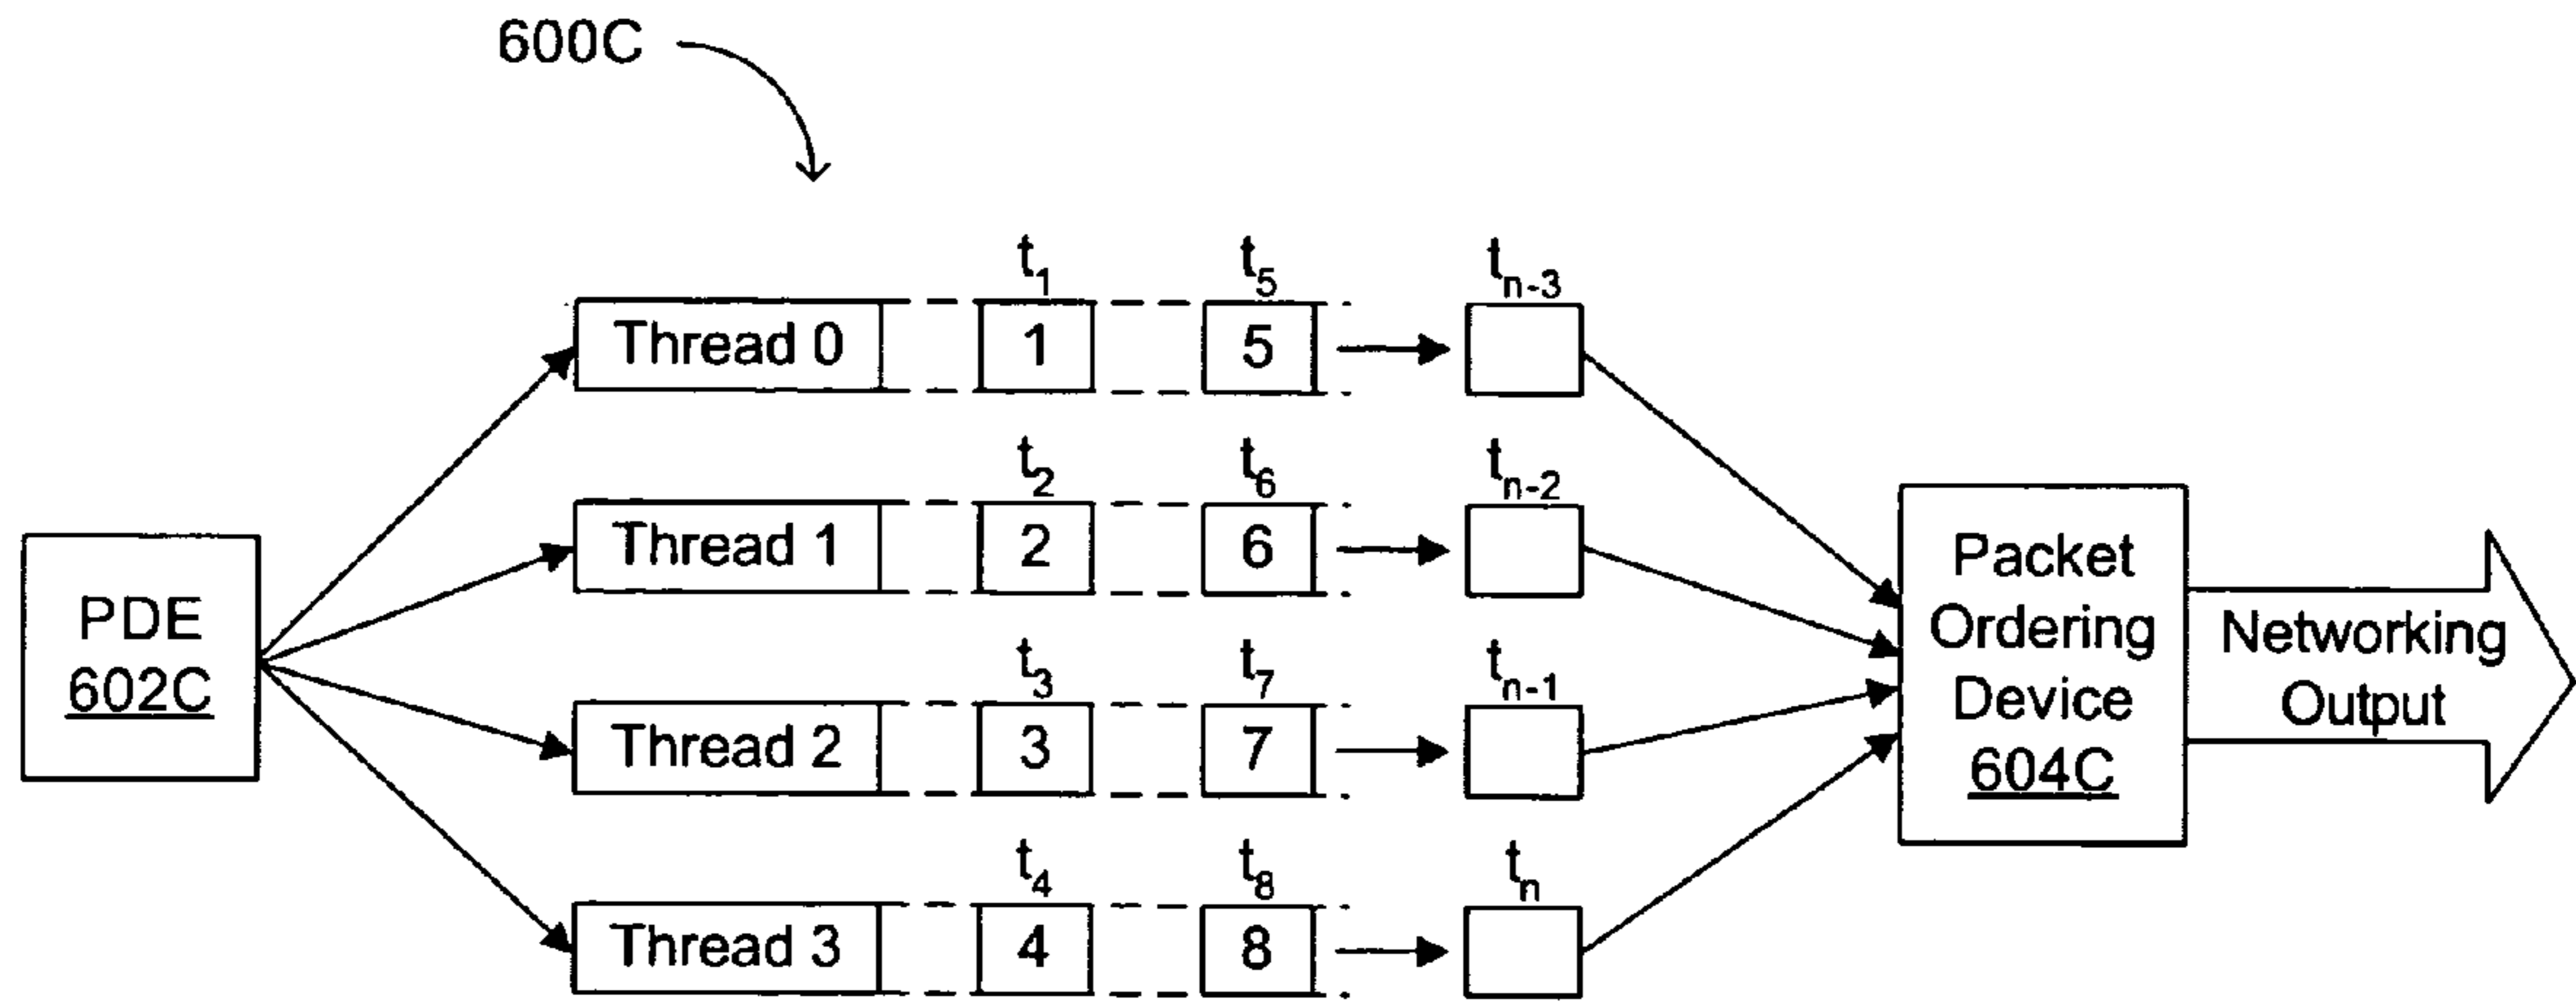 600C
t1 t5 tn-3
Thread 0 1 5
t2 t6 tn-2
Thread 1 2 6
t3 t7 tn-1
Thread 2 3 7
t4 t8 tn
Thread 3 4 8
PDE
602C
Packet
Ordering
Device
604C
Networking
Output